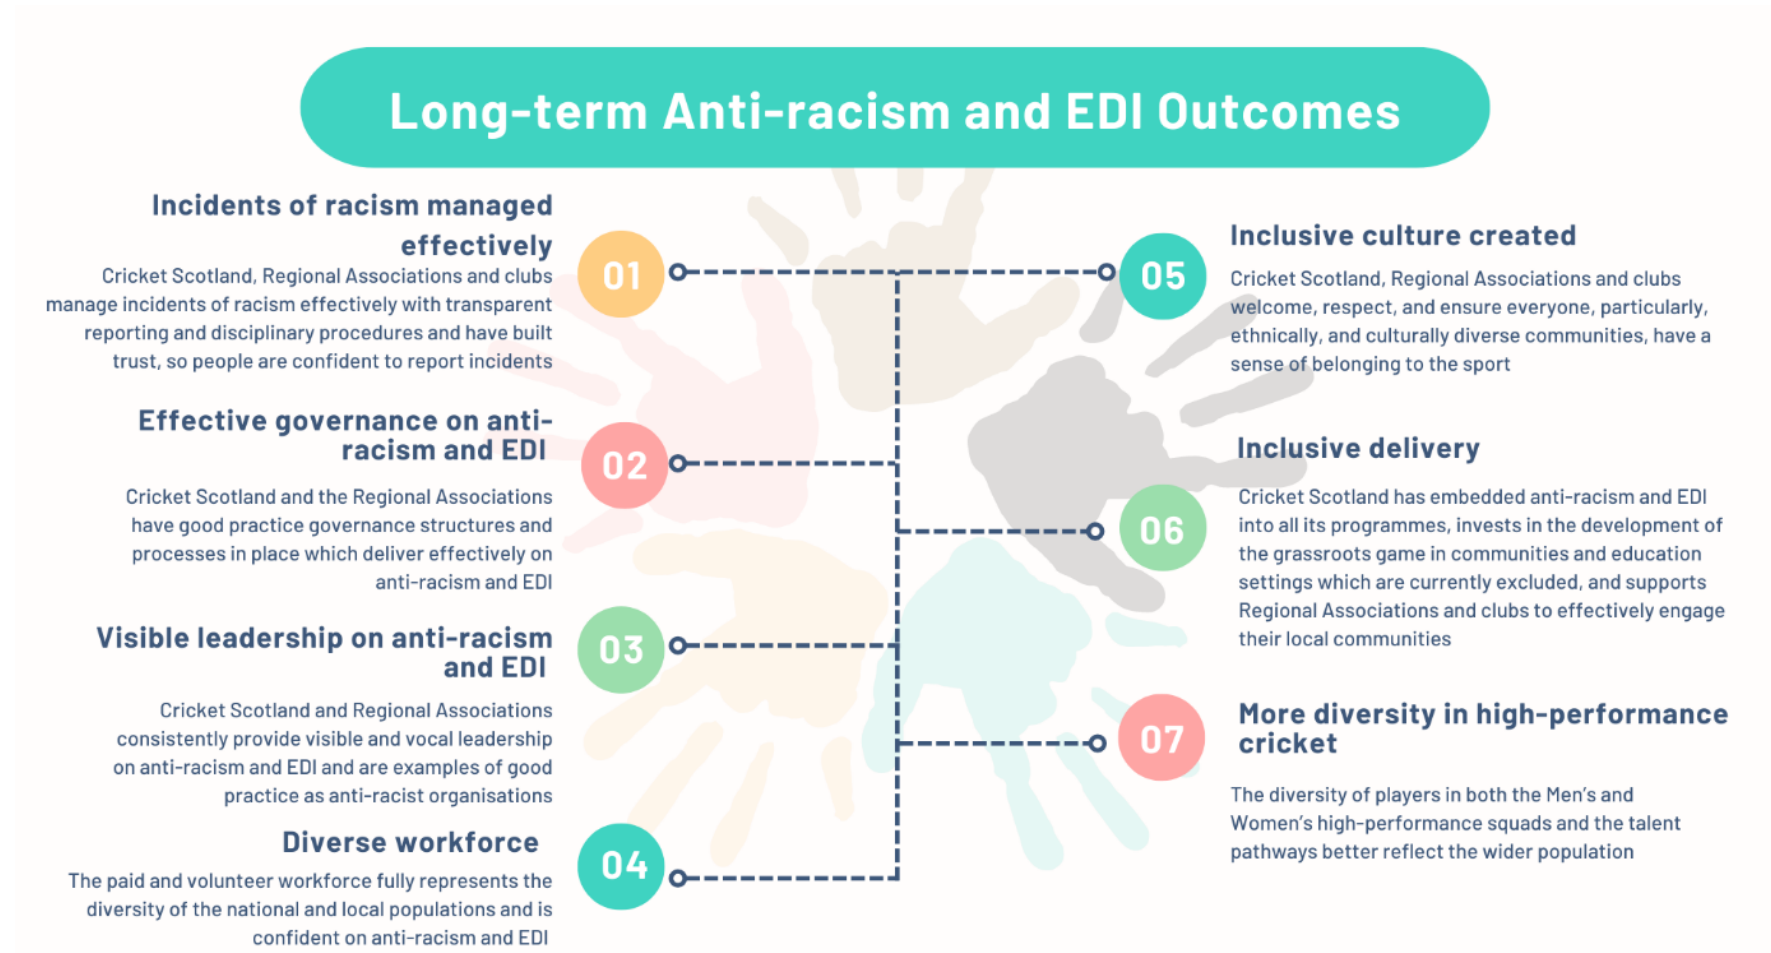 Long-term Anti-racism and EDI Outcomes
Incidents of racism managed
effectively
01
Cricket Scotland, Regional Associations and clubs
manage incidents of racism effectively with transparent
reporting and disciplinary procedures and have built
trust, so people are confident to report incidents
Effective governance on anti-
racism and EDI
02
Cricket Scotland and the Regional Associations
have good practice governance structures and
processes in place which deliver effectively on
anti-racism and EDI
Visible leadership on anti-racism
and EDI
03
Cricket Scotland and Regional Associations
consistently provide visible and vocal leadership
on anti-racism and EDI and are examples of good
practice as anti-racist organisations
Diverse workforce
04
The paid and volunteer workforce fully represents the
diversity of the national and local populations and is
confident on anti-racism and EDI
05
Inclusive culture created
Cricket Scotland, Regional Associations and clubs
welcome, respect, and ensure everyone, particularly,
ethnically, and culturally diverse communities, have a
sense of belonging to the sport
06
Inclusive delivery
Cricket Scotland has embedded anti-racism and EDI
into all its programmes, invests in the development of
the grassroots game in communities and education
settings which are currently excluded, and supports
Regional Associations and clubs to effectively engage
their local communities
07
More diversity in high-performance
cricket
The diversity of players in both the Men's and
Women's high-performance squads and the talent
pathways better reflect the wider population